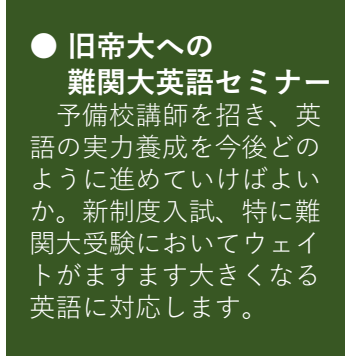 ● 旧帝大への
難関大英語セミナー
予備校講師を招き、英
語の実力養成を今後どの
ように進めていけばよい
か。新制度入試、特に難
関大受験においてウェイ
トがますます大きくなる
英語に対応します。